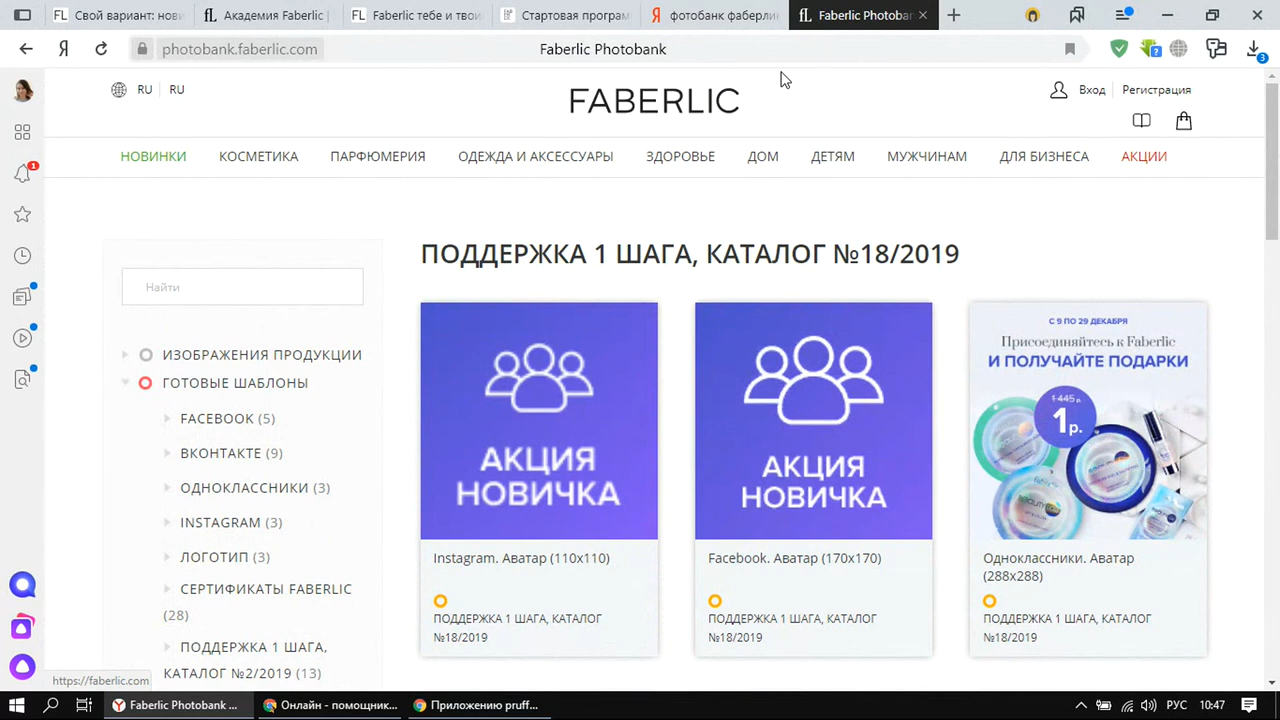 Свой вариант: нови
Академия Faberlic |
Faberlic тебе и твои
Стартовая програм
фотобанк фаберли
Faberlic Photoban
photobank.faberlic.com
Faberlic Photobank
3
RU RU
FABERLIC
Вход Регистрация
1
НОВИНКИ КОСМЕТИКА ПАРФЮМЕРИЯ ОДЕЖДА И АКСЕССУАРЫ ЗДОРОВЬЕ ДОМ ДЕТЯМ МУЖЧИНАМ ДЛЯ БИЗНЕСА АКЦИИ
Найти
ИЗОБРАЖЕНИЯ ПРОДУКЦИИ
ГОТОВЫЕ ШАБЛОНЫ
FACEBOOK (5)
ВКОНТАКТЕ (9)
ОДНОКЛАССНИКИ (3)
INSTAGRAM (3)
ЛОГОТИП (3)
СЕРТИФИКАТЫ FABERLIC
(28)
ПОДДЕРЖКА 1 ШАГА,
КАТАЛОГ №2/2019 (13)
ПОДДЕРЖКА 1 ШАГА, КАТАЛОГ №18/2019
АКЦИЯ
НОВИЧКА
Instagram. Аватар (110x110)
ПОДДЕРЖКА 1 ШАГА, КАТАЛОГ
№18/2019
АКЦИЯ
НОВИЧКА
Facebook. Аватар (170x170)
ПОДДЕРЖКА 1 ШАГА, КАТАЛОГ
№18/2019
С 9 ПО 29 ДЕКАБРЯ
Присоединяйтесь к Faberlic
И ПОЛУЧАЙТЕ ПОДАРКИ
1 445 р.
1р.
Одноклассники. Аватар
(288x288)
ПОДДЕРЖКА 1 ШАГА, КАТАЛОГ
№18/2019
https://faberlic.com
Faberlic Photobank ...
Онлайн - помощник...
Приложению pruff...
РУС
10:47